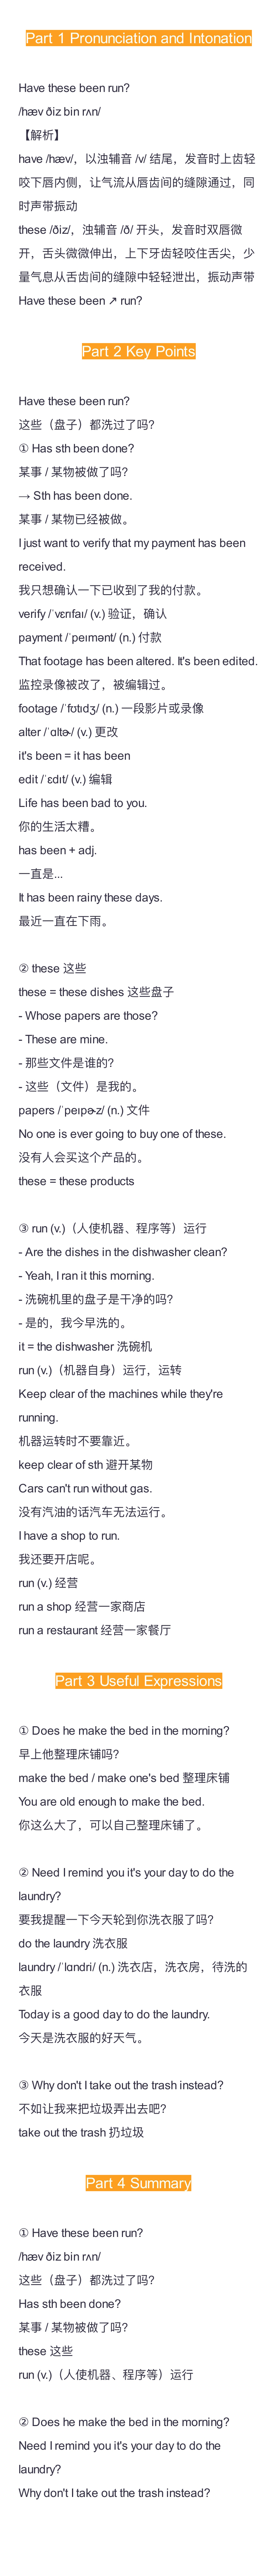 Part 1 Pronunciation and Intonation
Have these been run?
/hæv ðiz bin rʌn/
【解析】
have /hæv/，以浊辅音 /v/ 结尾，发音时上齿轻
咬下唇内侧，让气流从唇齿间的缝隙通过，同
时声带振动
these /ðiz/，浊辅音 /ð/ 开头，发音时双唇微
开，舌头微微伸出，上下牙齿轻咬住舌尖，少
量气息从舌齿间的缝隙中轻轻泄出，振动声带
Have these been ↗ run?
Part 2 Key Points
Have these been run?
这些（盘子）都洗过了吗?
① Has sth been done?
某事 / 某物被做了吗?
→ Sth has been done.
某事 / 某物已经被做。
I just want to verify that my payment has been
received.
我只想确认一下已收到了我的付款。
verify /ˈvɛrɪfaɪ/ (v.) 验证，确认
payment /ˈpeɪmənt/ (n.) 付款
That footage has been altered. It's been edited.
监控录像被改了，被编辑过。
footage /ˈfʊtɪdʒ/ (n.) 一段影片或录像
alter /ˈɑltɚ/ (v.) 更改
it's been = it has been
edit /ˈɛdɪt/ (v.) 编辑
Life has been bad to you.
你的生活太糟。
has been + adj.
一直是...
It has been rainy these days.
最近一直在下雨。
② these 这些
these = these dishes 这些盘子
- Whose papers are those?
- These are mine.
- 那些文件是谁的?
- 这些（文件）是我的。
papers /ˈpeɪpɚz/ (n.) 文件
No one is ever going to buy one of these.
没有人会买这个产品的。
these = these products
③ run (v.)（人使机器、程序等）运行
- Are the dishes in the dishwasher clean?
- Yeah, I ran it this morning.
- 洗碗机里的盘子是干净的吗?
- 是的，我今早洗的。
it = the dishwasher 洗碗机
run (v.)（机器自身）运行，运转
Keep clear of the machines while they're
running.
机器运转时不要靠近。
keep clear of sth 避开某物
Cars can't run without gas.
没有汽油的话汽车无法运行。
I have a shop to run.
我还要开店呢。
run (v.) 经营
run a shop 经营一家商店
run a restaurant 经营一家餐厅
Part 3 Useful Expressions
① Does he make the bed in the morning?
早上他整理床铺吗?
make the bed / make one's bed 整理床铺
You are old enough to make the bed.
你这么大了，可以自己整理床铺了。
② Need I remind you it's your day to do the
laundry?
要我提醒一下今天轮到你洗衣服了吗?
do the laundry 洗衣服
laundry /ˈlɑndri/ (n.) 洗衣店，洗衣房，待洗的
衣服
Today is a good day to do the laundry.
今天是洗衣服的好天气。
③ Why don't I take out the trash instead?
不如让我来把垃圾弄出去吧?
take out the trash 扔垃圾
Part 4 Summary
① Have these been run?
/hæv ðiz bin rʌn/
这些（盘子）都洗过了吗?
Has sth been done?
某事 / 某物被做了吗?
these 这些
run (v.)（人使机器、程序等）运行
② Does he make the bed in the morning?
Need I remind you it's your day to do the
laundry?
Why don't I take out the trash instead?